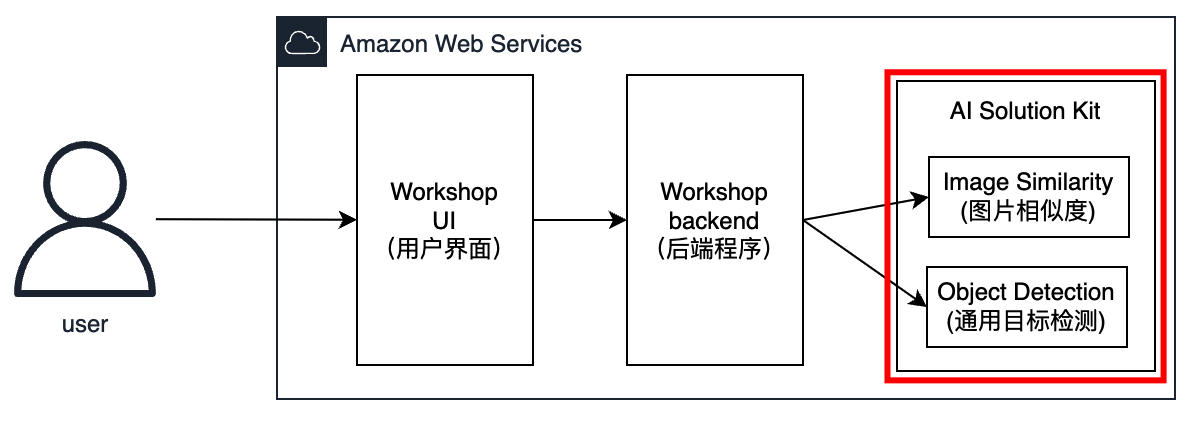 Amazon Web Services
user
Workshop
UI
（用户界面）
Workshop
backend
（后端程序）
AI Solution Kit
Image Similarity
(图片相似度)
Object Detection
(通用目标检测)